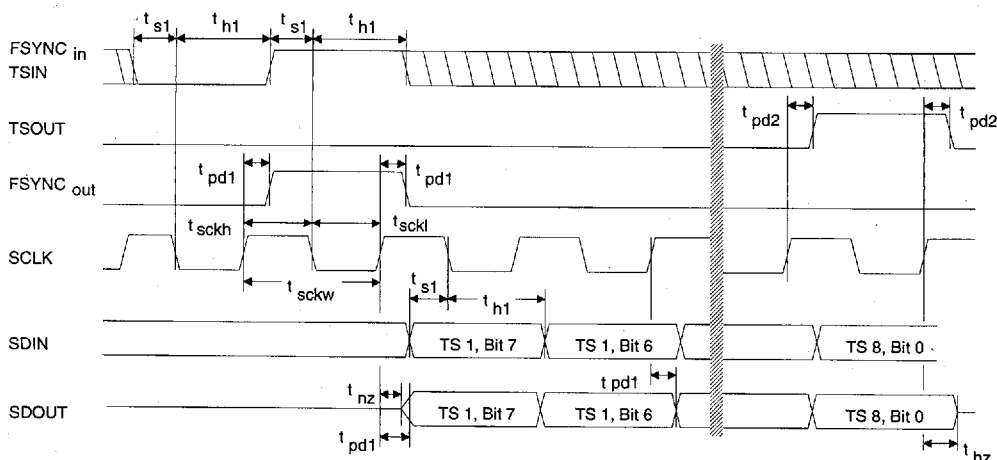 t s1 t h1 t s1 t h1
FSYNC in
TSIN
TSOUT
t pd2 t pd2
FSYNC out
t pd1 t pd1
t sckh t sckl
SCLK
t sckw
t s1 t h1
SDIN
TS 1, Bit 7 TS 1, Bit 6 TS 8, Bit 0
t pd1
t nz
SDOUT
TS 1, Bit 7 TS 1, Bit 6 TS 8, Bit 0
t pd1
t hz